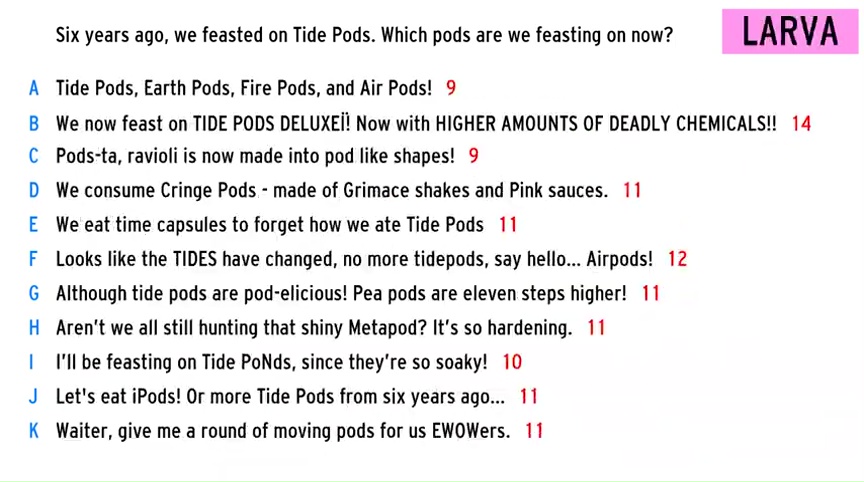 Six years ago, we feasted on Tide Pods. Which pods are we feasting on now?
LARVA
A Tide Pods, Earth Pods, Fire Pods, and Air Pods! 9
B We now feast on TIDE PODS DELUXEÏ! Now with HIGHER AMOUNTS OF DEADLY CHEMICALS!! 14
C Pods-ta, ravioli is now made into pod like shapes! 9
D We consume Cringe Pods - made of Grimace shakes and Pink sauces. 11
E We eat time capsules to forget how we ate Tide Pods 11
F Looks like the TIDES have changed, no more tidepods, say hello... Airpods! 12
G Although tide pods are pod-elicious! Pea pods are eleven steps higher! 11
H Aren't we all still hunting that shiny Metapod? It's so hardening. 11
I I'll be feasting on Tide PoNds, since they're so soaky! 10
J Let's eat iPods! Or more Tide Pods from six years ago... 11
K Waiter, give me a round of moving pods for us EWOWers. 11